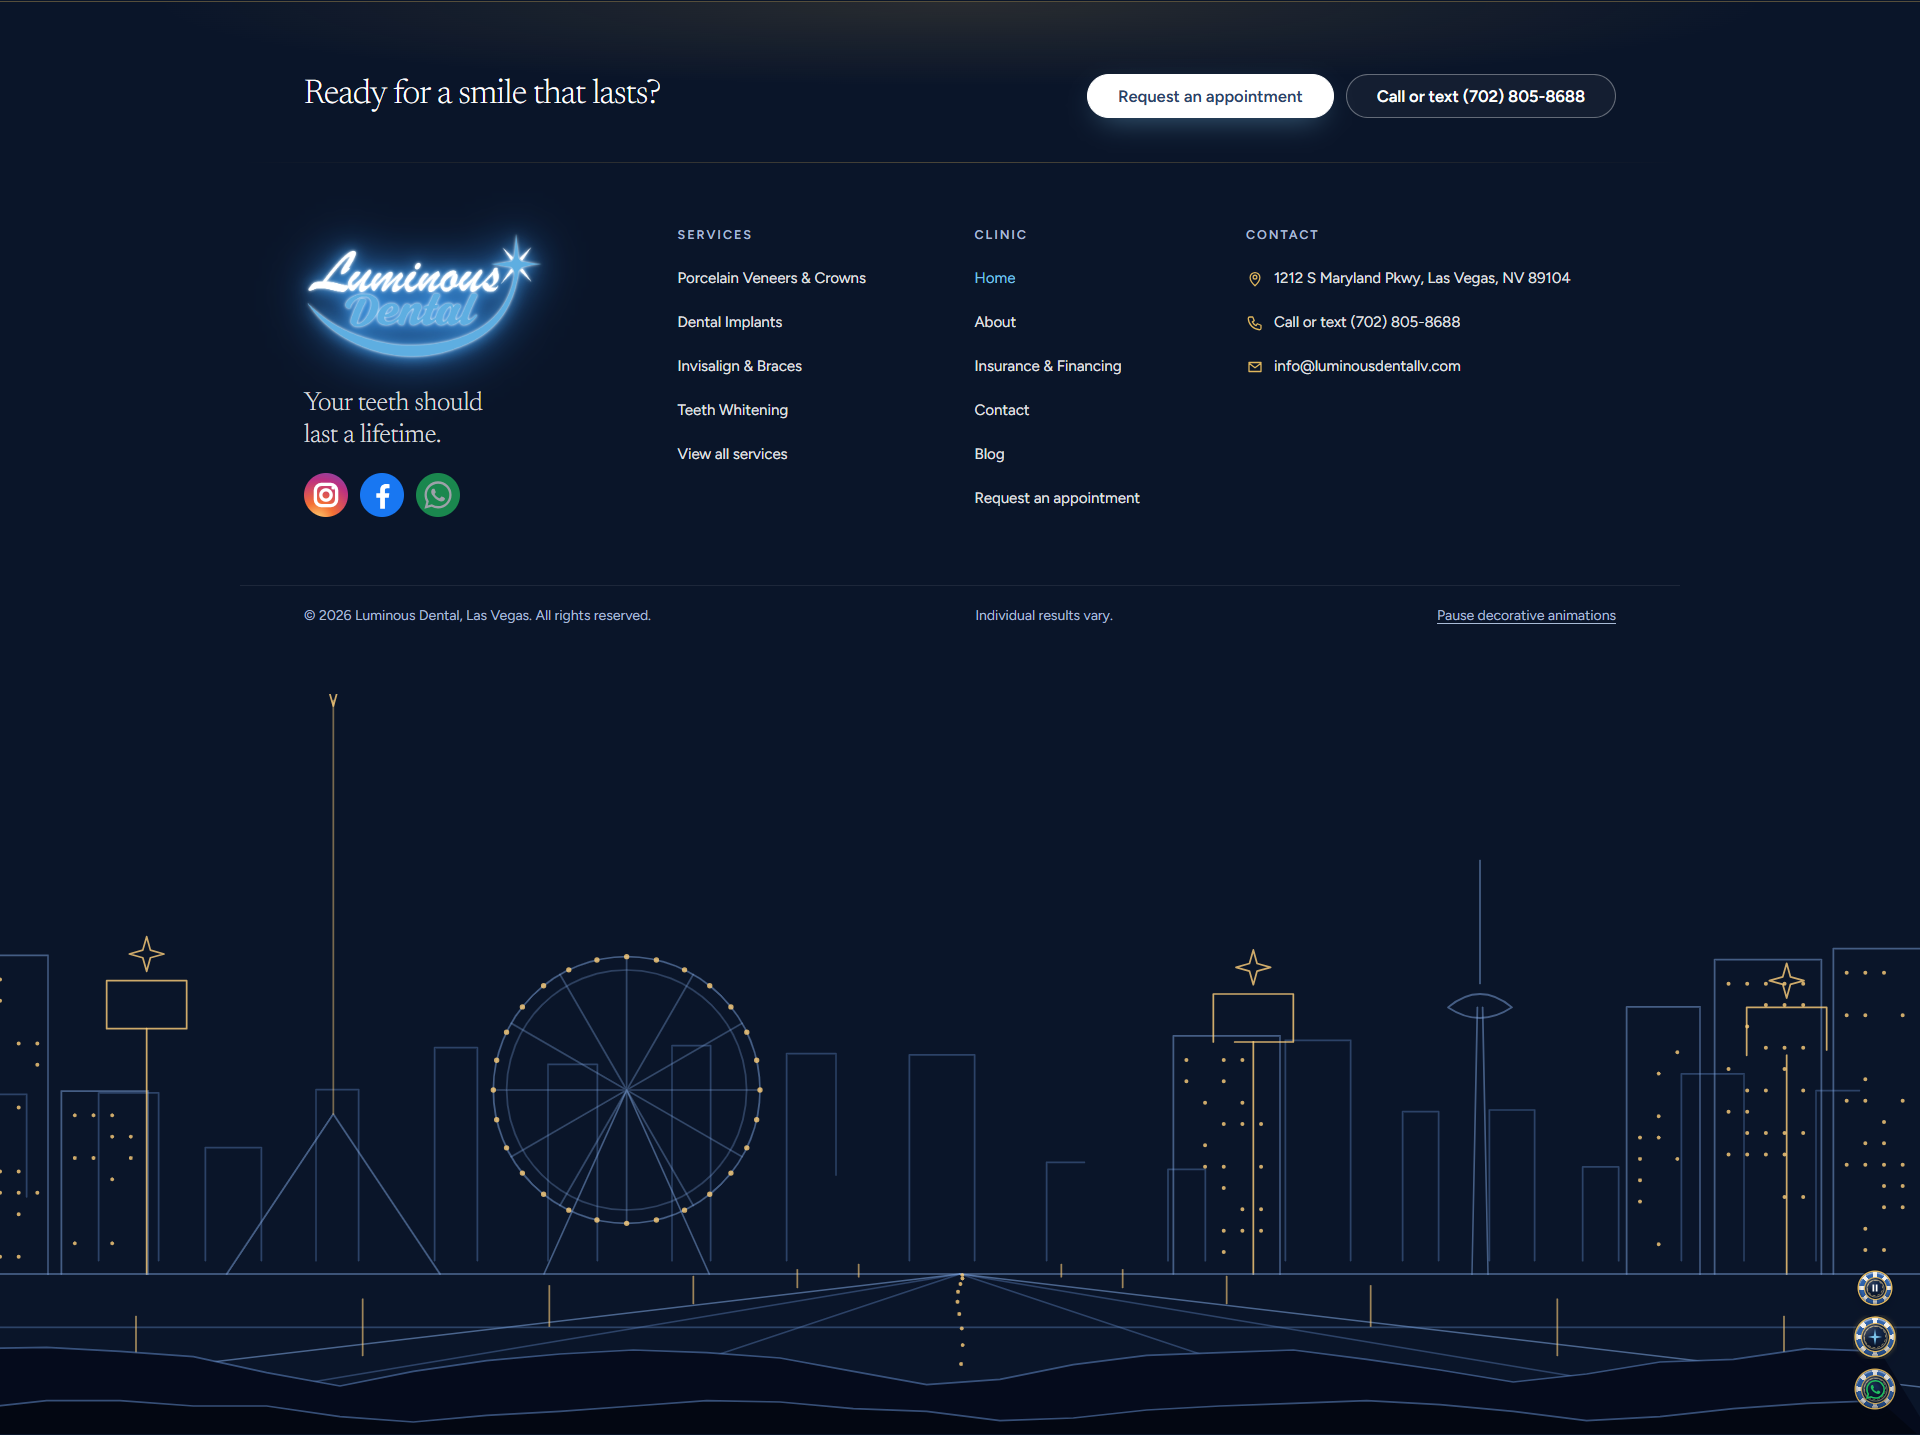 Ready for a smile that lasts?
Request an appointment
Call or text (702) 805-8688
Luminous
Dental
Your teeth should
last a lifetime.
SERVICES
Porcelain Veneers & Crowns
Dental Implants
Invisalign & Braces
Teeth Whitening
View all services
CLINIC
Home
About
Insurance & Financing
Contact
Blog
Request an appointment
CONTACT
1212 S Maryland Pkwy, Las Vegas, NV 89104
Call or text (702) 805-8688
info@luminousdentallv.com
© 2026 Luminous Dental, Las Vegas. All rights reserved.
Individual results vary.
Pause decorative animations